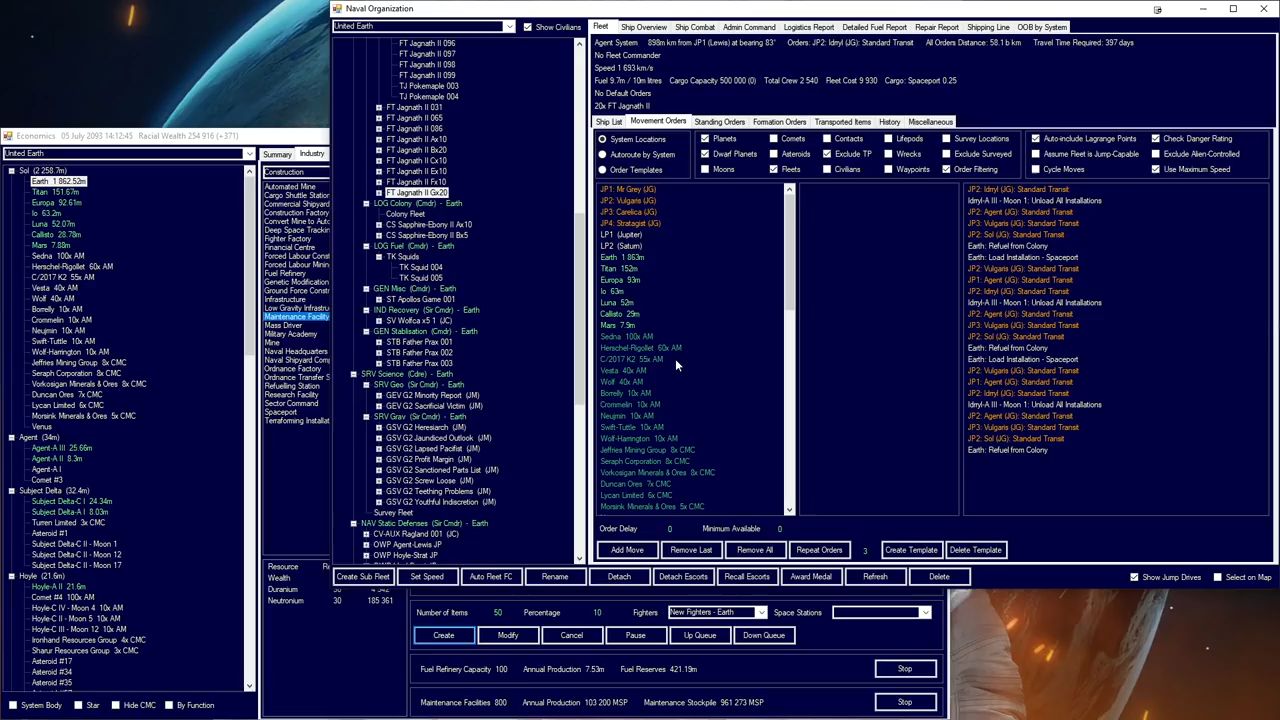 Naval Organization
United Earth
Show Civilians
Fleet
Ship Overview
Ship Combat
Admin Command
Logistics Report
Detailed Fuel Report
Repair Report
Shipping Line
OOB by System
FT Jagnath II 096
FT Jagnath II 097
FT Jagnath II 098
FT Jagnath II 099
TJ Pokemaple 003
TJ Pokemaple 004
FT Jagnath II 031
FT Jagnath II 065
FT Jagnath II 086
FT Jagnath II Ax10
FT Jagnath II Bx20
FT Jagnath II Cx10
FT Jagnath II Ex10
FT Jagnath II Fx10
FT Jagnath II Gx20
LOG Colony (Cmdr) - Earth
Colony Fleet
CS Sapphire-Ebony II Ax10
CS Sapphire-Ebony II Bx5
LOG Fuel (Cmdr) - Earth
TK Squids
TK Squid 004
TK Squid 005
GEN Misc (Cmdr) - Earth
ST Apollos Game 001
IND Recovery (Sir Cmdr) - Earth
SV Wolfca x5 1 (JC)
GEN Stablisation (Cmdr) - Earth
STB Father Prax 001
STB Father Prax 002
STB Father Prax 003
SRV Science (Cdre) - Earth
SRV Geo (Sir Cmdr) - Earth
GEV Minority Report (JM)
GEV Sacrificial Victim (JM)
SRV Grav (Sir Cmdr) - Earth
GSV G2 Heresiarch (JM)
GSV G2 Jaundiced Outlook (JM)
GSV G2 Lapsed Pacifist (JM)
GSV G2 Profit Margin (JM)
GSV G2 Sanctioned Parts List (JM)
GSV G2 Screw Loose (JM)
GSV G2 Teething Problems (JM)
GSV G2 Youthful Indiscretion (JM)
Survey Fleet
NAV Static Defenses (Sir Cmdr) - Earth
CV-AUX Ragland 001 (JC)
OWP Agent-Lewis JP
OWP Hoyle-Strat JP
Agent System 898m km from JP1 (Lewis) at bearing 83° Orders: JP2: Idryl (JG): Standard Transit All Orders Distance: 58.1 b km Travel Time Required: 397 days
No Fleet Commander
Speed 1 693 km/s
Fuel 9.7m / 10m litres Cargo Capacity 500 000 (0) Total Crew 2 540 Fleet Cost 9 930 Cargo: Spaceport 0.25
No Default Orders
20x FT Jagnath II
Ship List
Movement Orders
Standing Orders
Formation Orders
Transported Items
History
Miscellaneous
System Locations
Autoroute by System
Order Templates
Planets
Comets
Contacts
Lifepods
Survey Locations
Dwarf Planets
Asteroids
Exclude TP
Wrecks
Exclude Surveyed
Moons
Fleets
Civilians
Waypoints
Order Filtering
Auto-include Lagrange Points
Check Danger Rating
Assume Fleet is Jump-Capable
Exclude Alien-Controlled
Cycle Moves
Use Maximum Speed
JP1: Mr Grey (JG)
JP2: Vulgaris (JG)
JP3: Carelica (JG)
JP4: Stratagist (JG)
LP1 (Jupiter)
LP2 (Saturn)
Earth 1 863m
Titan 152m
Europa 93m
Io 63m
Luna 52m
Callisto 29m
Mars 7.9m
Sedna 100x AM
Herschel-Rigollet 60x AM
C/2017 K2 55x AM
Vesta 40x AM
Wolf 40x AM
Borrelly 10x AM
Crommelin 10x AM
Neujmin 10x AM
Swift-Tuttle 10x AM
Wolf-Harrington 10x AM
Jeffries Mining Group 8x CMC
Seraph Corporation 8x CMC
Vorkosigan Minerals & Ores 8x CMC
Duncan Ores 7x CMC
Lycan Limited 6x CMC
Morsink Minerals & Ores 5x CMC
JP2: Idryl (JG): Standard Transit
Idryl-A III - Moon 1: Unload All Installations
JP2: Agent (JG): Standard Transit
JP3: Vulgaris (JG): Standard Transit
JP2: Sol (JG): Standard Transit
Earth: Refuel from Colony
Earth: Load Installation - Spaceport
JP2: Vulgaris (JG): Standard Transit
JP1: Agent (JG): Standard Transit
JP2: Idryl (JG): Standard Transit
Idryl-A III - Moon 1: Unload All Installations
JP2: Agent (JG): Standard Transit
JP3: Vulgaris (JG): Standard Transit
JP2: Sol (JG): Standard Transit
Earth: Refuel from Colony
Earth: Load Installation - Spaceport
JP2: Vulgaris (JG): Standard Transit
JP1: Agent (JG): Standard Transit
JP2: Idryl (JG): Standard Transit
Idryl-A III - Moon 1: Unload All Installations
JP2: Agent (JG): Standard Transit
JP3: Vulgaris (JG): Standard Transit
JP2: Sol (JG): Standard Transit
Earth: Refuel from Colony
Order Delay 0 Minimum Available 0
Add Move
Remove Last
Remove All
Repeat Orders
3
Create Template
Delete Template
Create Sub Fleet
Set Speed
Auto Fleet FC
Rename
Detach
Detach Escorts
Recall Escorts
Award Medal
Refresh
Delete
Show Jump Drives
Select on Map
Economics 05 July 2093 14:12:45 Racial Wealth 254 916 (+371)
United Earth
Summary
Industry
Sol (2 258.7m)
Earth 1 862.52m
Titan 151.67m
Europa 92.61m
Io 63.2m
Luna 52.07m
Callisto 28.78m
Mars 7.88m
Sedna 100x AM
Herschel-Rigollet 60x AM
C/2017 K2 55x AM
Vesta 40x AM
Wolf 40x AM
Borrelly 10x AM
Crommelin 10x AM
Neujmin 10x AM
Swift-Tuttle 10x AM
Wolf-Harrington 10x AM
Jeffries Mining Group 8x CMC
Seraph Corporation 8x CMC
Vorkosigan Minerals & Ores 8x CMC
Duncan Ores 7x CMC
Lycan Limited 6x CMC
Morsink Minerals & Ores 5x CMC
Venus
Agent (34m)
Agent-A III 25.66m
Agent-A II 8.3m
Agent-A I
Comet #3
Subject Delta (32.4m)
Subject Delta-C I 24.34m
Subject Delta-A I 8.03m
Turren Limited 3x CMC
Asteroid #1
Subject Delta-C II - Moon 1
Subject Delta-C II - Moon 12
Subject Delta-C II - Moon 17
Hoyle (21.6m)
Hoyle-A II 21.6m
Comet #4 100x AM
Hoyle-C IV - Moon 4 10x AM
Hoyle-C II - Moon 5 10x AM
Hoyle-C III - Moon 12 10x AM
Ironhand Resources Group 4x CMC
Sharur Resources Group 3x CMC
Asteroid #17
Asteroid #34
Asteroid #35
System Body
Star
Hide CMC
By Function
Construction
Automated Mine
Cargo Shuttle Station
Commercial Shipyard
Construction Factory
Convert Mine to Auto
Deep Space Trackin
Fighter Factory
Financial Centre
Forced Labour Const
Forced Labour Minin
Fuel Refinery
Genetic Modification
Ground Force Constr
Infrastructure
Low Gravity Infrastru
Maintenance Facility
Mass Driver
Military Academy
Mine
Naval Headquarters
Naval Shipyard Comple
Ordnance Factory
Ordnance Transfer S
Refuelling Station
Research Facility
Sector Command
Spaceport
Terraforming Installat
Resource
Wealth
Duranium
Neutronium 30 185 361
Number of Items 50 Percentage 10 Fighters New Fighters - Earth Space Stations
Create
Modify
Cancel
Pause
Up Queue
Down Queue
Fuel Refinery Capacity 100 Annual Production 7.53m Fuel Reserves 421.19m
Stop
Maintenance Facilities 800 Annual Production 103 200 MSP Maintenance Stockpile 961 273 MSP
Stop